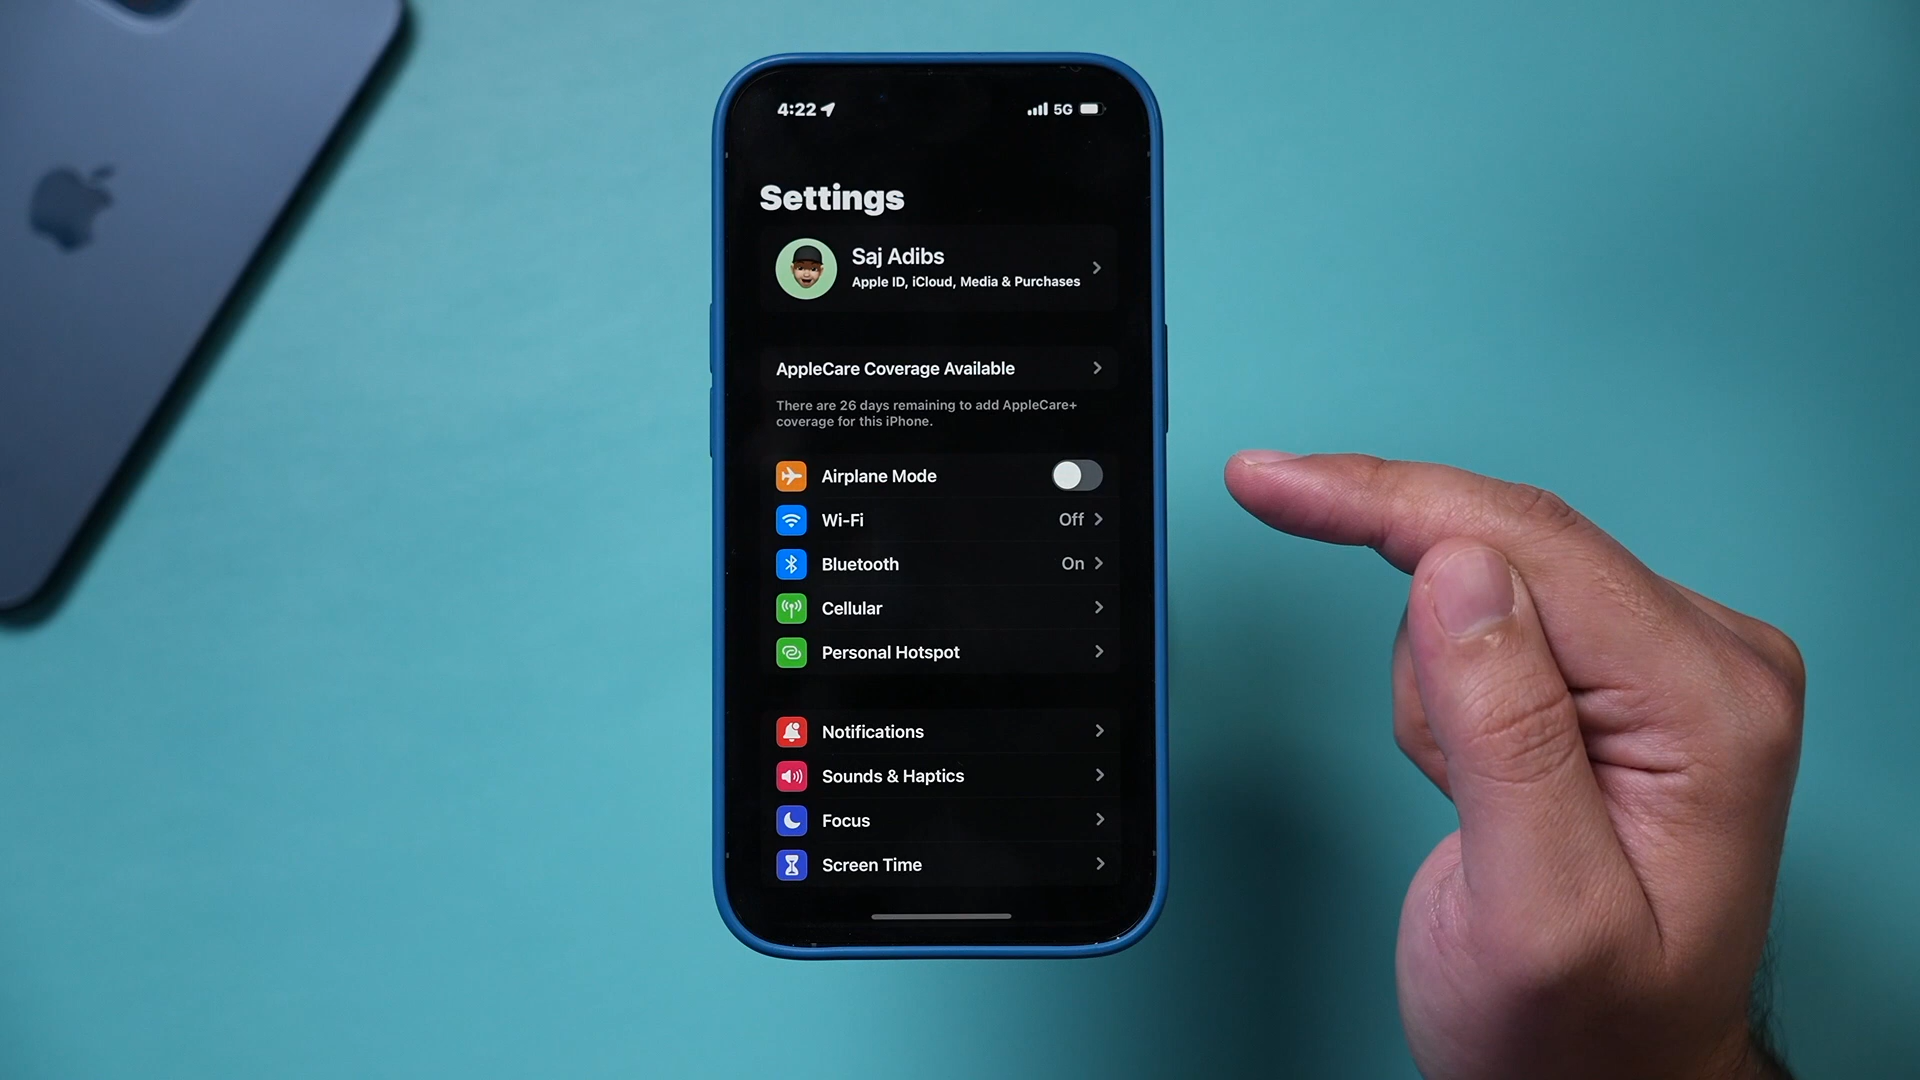 4:22
5G
Settings
Saj Adibs
Apple ID, iCloud, Media & Purchases
AppleCare Coverage Available
There are 26 days remaining to add AppleCare+
coverage for this iPhone.
Airplane Mode
Wi-Fi Off
Bluetooth On
Cellular
Personal Hotspot
Notifications
Sounds & Haptics
Focus
Screen Time